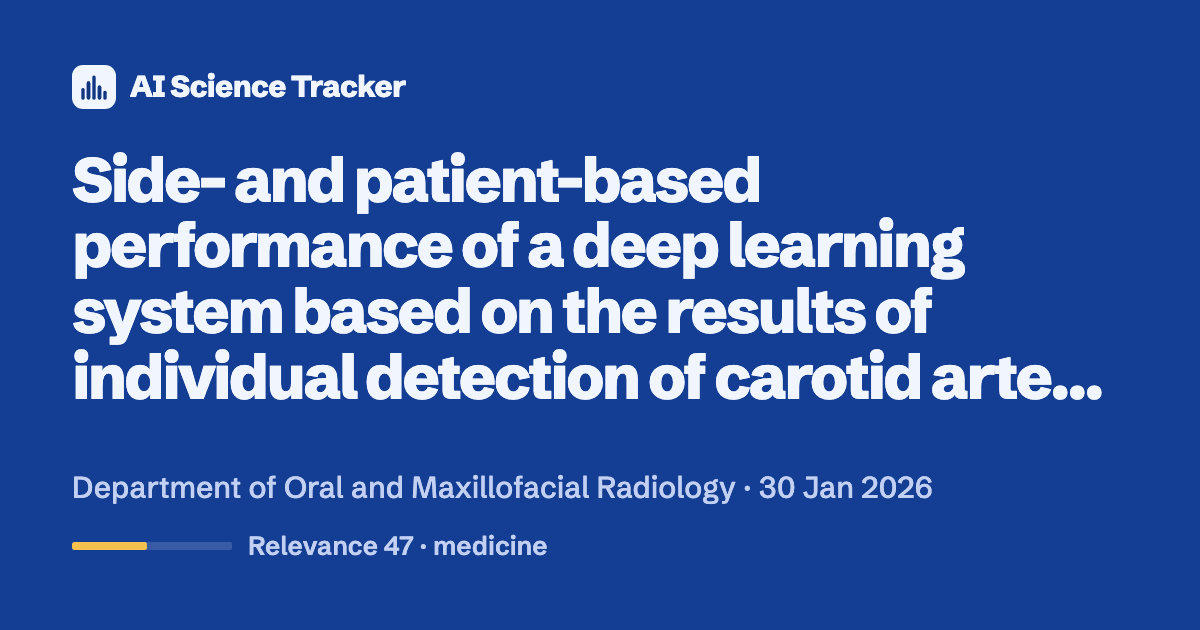 AI Science Tracker
Side- and patient-based
performance of a deep learning
system based on the results of
individual detection of carotid arte...
Department of Oral and Maxillofacial Radiology · 30 Jan 2026
Relevance 47 · medicine